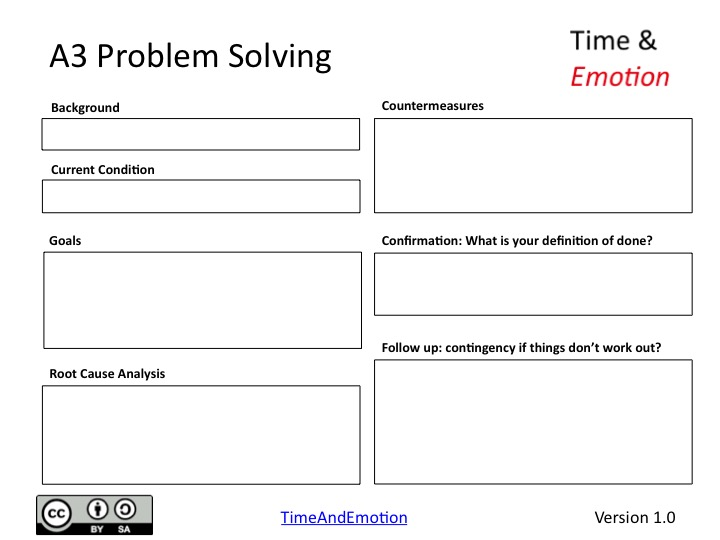 A3 Problem Solving
Time &
Emotion
Background
Current Condition
Goals
Root Cause Analysis
Countermeasures
Confirmation: What is your definition of done?
Follow up: contingency if things don’t work out?
cc
BY SA
TimeAndEmotion
Version 1.0